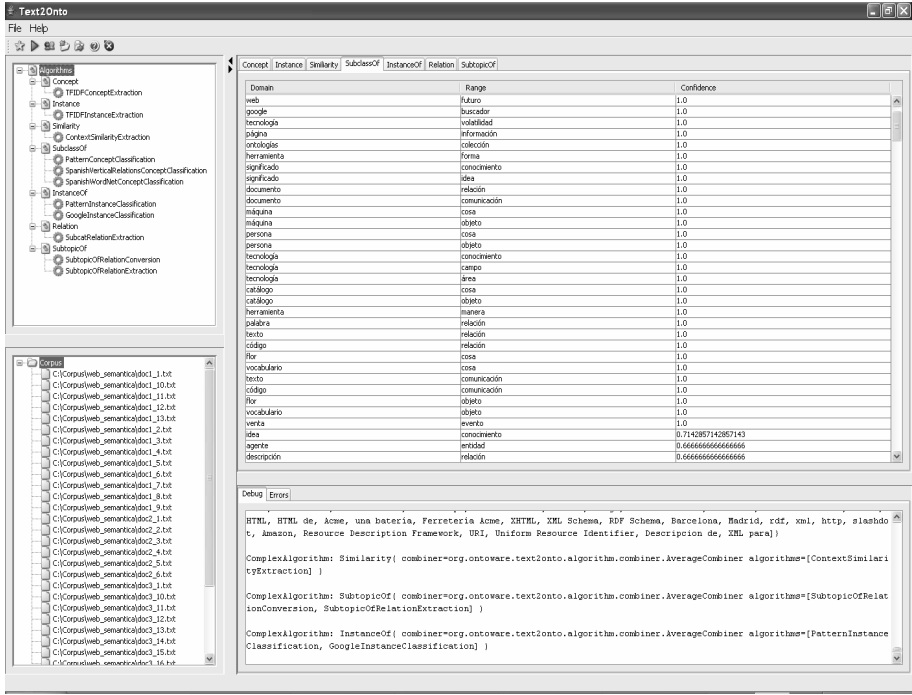 Text2Onto
File Help
Algorithms
Concept
TFIDFConceptExtraction
Instance
TFIDFInstanceExtraction
Similarity
ContextSimilarityExtraction
SubclassOf
PatternConceptClassification
SpanishVerticalRelationsConceptClassification
SpanishWordNetConceptClassification
InstanceOf
PatternInstanceClassification
GoogleInstanceClassification
Relation
SubcatRelationExtraction
SubtopicOf
SubtopicOfRelationConversion
SubtopicOfRelationExtraction
Corpus
C:\Corpus\web_semantica\doc1_1.txt
C:\Corpus\web_semantica\doc1_10.txt
C:\Corpus\web_semantica\doc1_11.txt
C:\Corpus\web_semantica\doc1_12.txt
C:\Corpus\web_semantica\doc1_13.txt
C:\Corpus\web_semantica\doc1_2.txt
C:\Corpus\web_semantica\doc1_3.txt
C:\Corpus\web_semantica\doc1_4.txt
C:\Corpus\web_semantica\doc1_5.txt
C:\Corpus\web_semantica\doc1_6.txt
C:\Corpus\web_semantica\doc1_7.txt
C:\Corpus\web_semantica\doc1_8.txt
C:\Corpus\web_semantica\doc1_9.txt
C:\Corpus\web_semantica\doc2_1.txt
C:\Corpus\web_semantica\doc2_2.txt
C:\Corpus\web_semantica\doc2_3.txt
C:\Corpus\web_semantica\doc2_4.txt
C:\Corpus\web_semantica\doc2_5.txt
C:\Corpus\web_semantica\doc2_6.txt
C:\Corpus\web_semantica\doc3_1.txt
C:\Corpus\web_semantica\doc3_10.txt
C:\Corpus\web_semantica\doc3_11.txt
C:\Corpus\web_semantica\doc3_12.txt
C:\Corpus\web_semantica\doc3_13.txt
C:\Corpus\web_semantica\doc3_14.txt
C:\Corpus\web_semantica\doc3_15.txt
C:\Corpus\web_semantica\doc3_16.txt
Concept Instance Similarity SubclassOf InstanceOf Relation SubtopicOf
Domain Range Confidence
web futuro 1.0
google buscador 1.0
tecnología volatilidad 1.0
página información 1.0
ontologías colección 1.0
herramienta forma 1.0
significado conocimiento 1.0
significado idea 1.0
documento relación 1.0
documento comunicación 1.0
máquina cosa 1.0
máquina objeto 1.0
persona cosa 1.0
persona objeto 1.0
tecnología conocimiento 1.0
tecnología campo 1.0
tecnología área 1.0
catálogo cosa 1.0
catálogo objeto 1.0
herramienta manera 1.0
palabra relación 1.0
texto relación 1.0
código relación 1.0
flor cosa 1.0
vocabulario cosa 1.0
texto comunicación 1.0
código comunicación 1.0
flor objeto 1.0
vocabulario objeto 1.0
venta evento 1.0
idea conocimiento 0.7142857142857143
agente entidad 0.6666666666666666
descripción relación 0.6666666666666666
Debug Errors
HTML, HTML de, Acme, una batería, Ferretería Acme, XHTML, XML Schema, RDF Schema, Barcelona, Madrid, rdf, xml, http, slashdo
t, Amazon, Resource Description Framework, URI, Uniform Resource Identifier, Descripcion de, XML para]}
ComplexAlgorithm: Similarity( combiner=org.ontoware.text2onto.algorithm.combiner.AverageCombiner algorithms=[ContextSimilari
tyExtraction] )
ComplexAlgorithm: SubtopicOf( combiner=org.ontoware.text2onto.algorithm.combiner.AverageCombiner algorithms=[SubtopicOfRelat
ionConversion, SubtopicOfRelationExtraction] )
ComplexAlgorithm: InstanceOf( combiner=org.ontoware.text2onto.algorithm.combiner.AverageCombiner algorithms=[PatternInstance
Classification, GoogleInstanceClassification] )